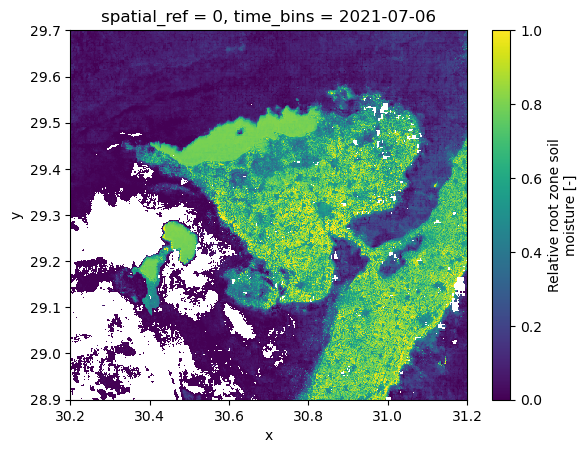 spatial_ref = 0, time_bins = 2021-07-06
29.7
29.6
29.5
29.4
29.3
29.2
29.1
29.0
28.9
y
30.2 30.4 30.6 30.8 31.0 31.2
x
1.0
0.8
0.6
0.4
0.2
0.0
Relative root zone soil
moisture [-]